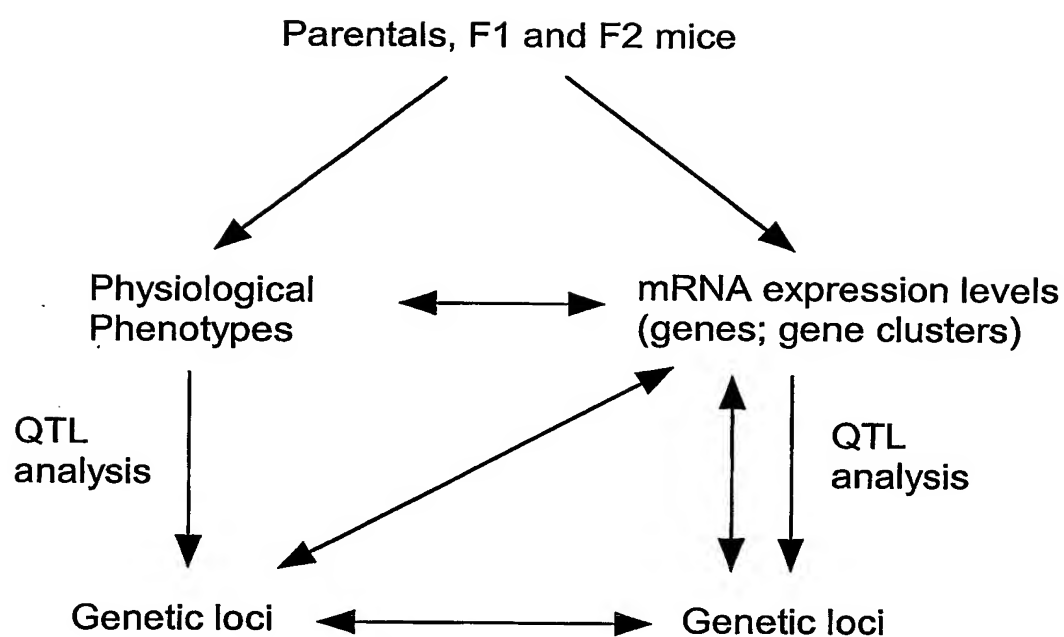 Parentals, F1 and F2 mice
Physiological
Phenotypes
mRNA expression levels
(genes; gene clusters)
QTL
analysis
QTL
analysis
Genetic loci
Genetic loci